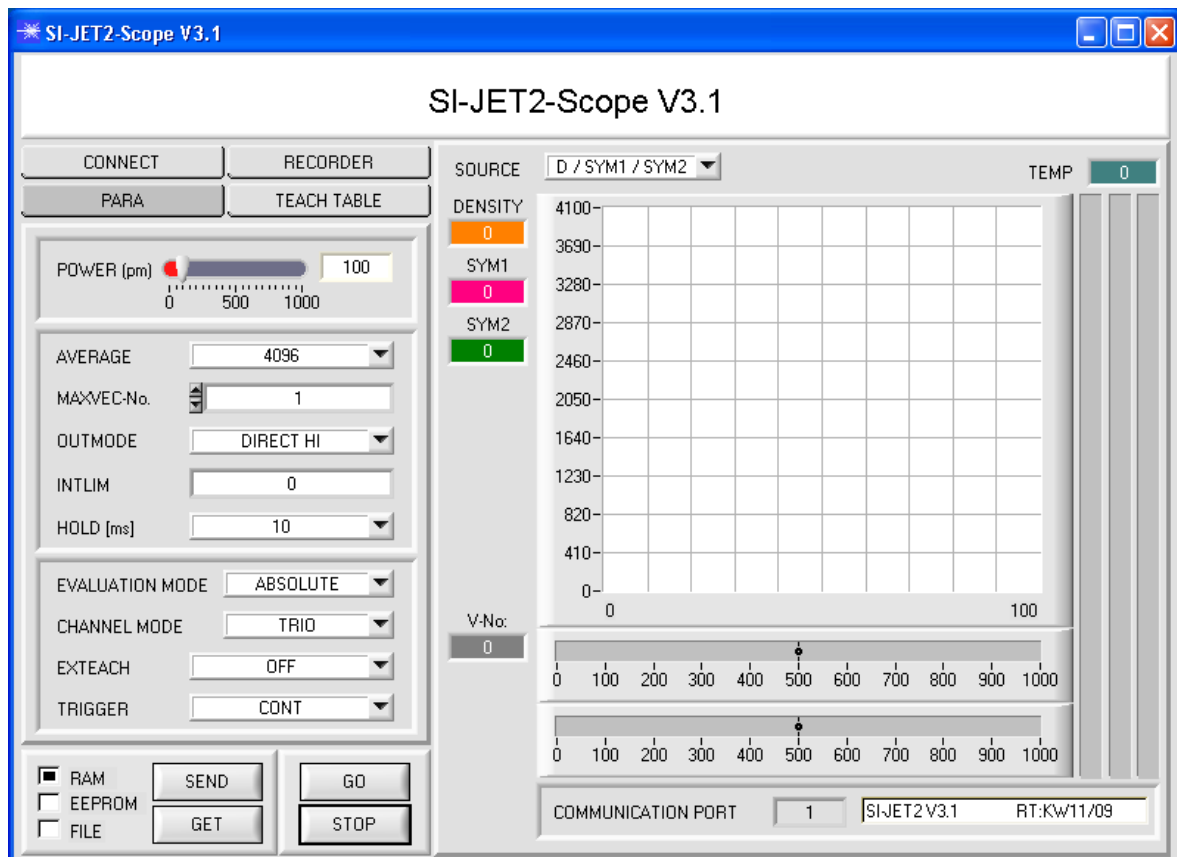 SI-JET2-Scope V3.1
SI-JET2-Scope V3.1
CONNECT
RECORDER
PARA
TEACH TABLE
POWER (pm)
100
0 500 1000
AVERAGE 4096
MAXVEC-No. 1
OUTMODE DIRECT HI
INTLIM 0
HOLD [ms] 10
EVALUATION MODE ABSOLUTE
CHANNEL MODE TRIO
EXTEACH OFF
TRIGGER CONT
RAM
EEPROM
FILE
SEND
GET
GO
STOP
SOURCE D / SYM1 / SYM2
TEMP 0
DENSITY
0
SYM1
0
SYM2
0
V-No:
0
4100
3690
3280
2870
2460
2050
1640
1230
820
410
0
0 100
0 100 200 300 400 500 600 700 800 900 1000
0 100 200 300 400 500 600 700 800 900 1000
COMMUNICATION PORT 1 SI-JET2 V3.1 RT:KW11/09